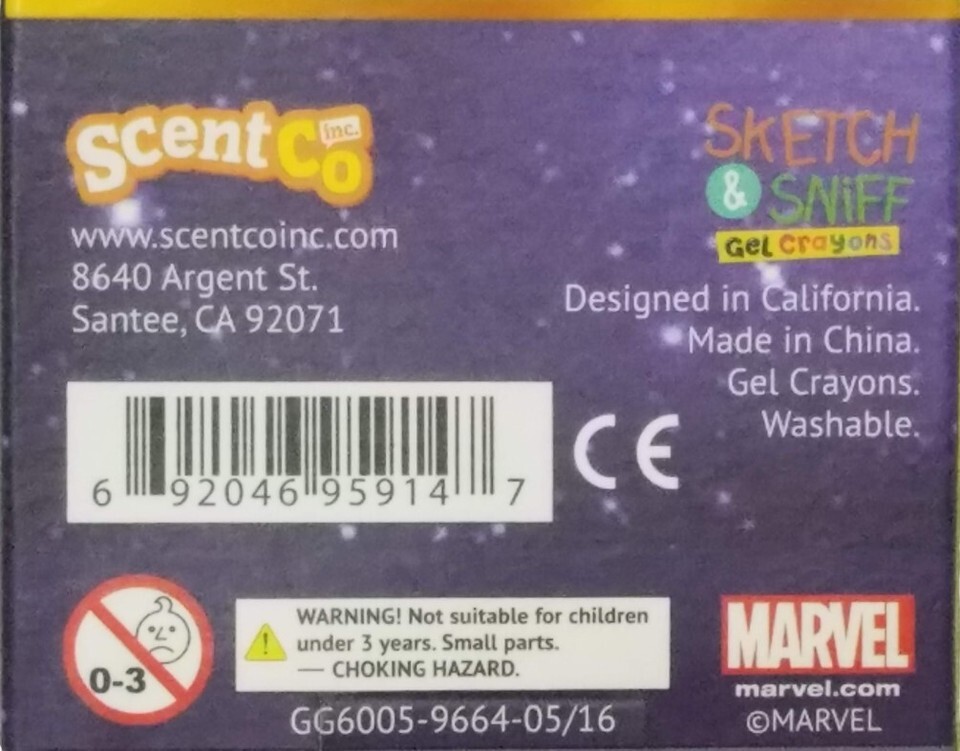 ScentCo inc.
www.scentcoinc.com
8640 Argent St.
Santee, CA 92071
SKETCH
& SNiFF
Gel Crayons
Designed in California.
Made in China.
Gel Crayons.
Washable.
6 92046 95914 7
CE
0-3
WARNING! Not suitable for children
under 3 years. Small parts.
— CHOKING HAZARD.
GG6005-9664-05/16
MARVEL
marvel.com
©MARVEL